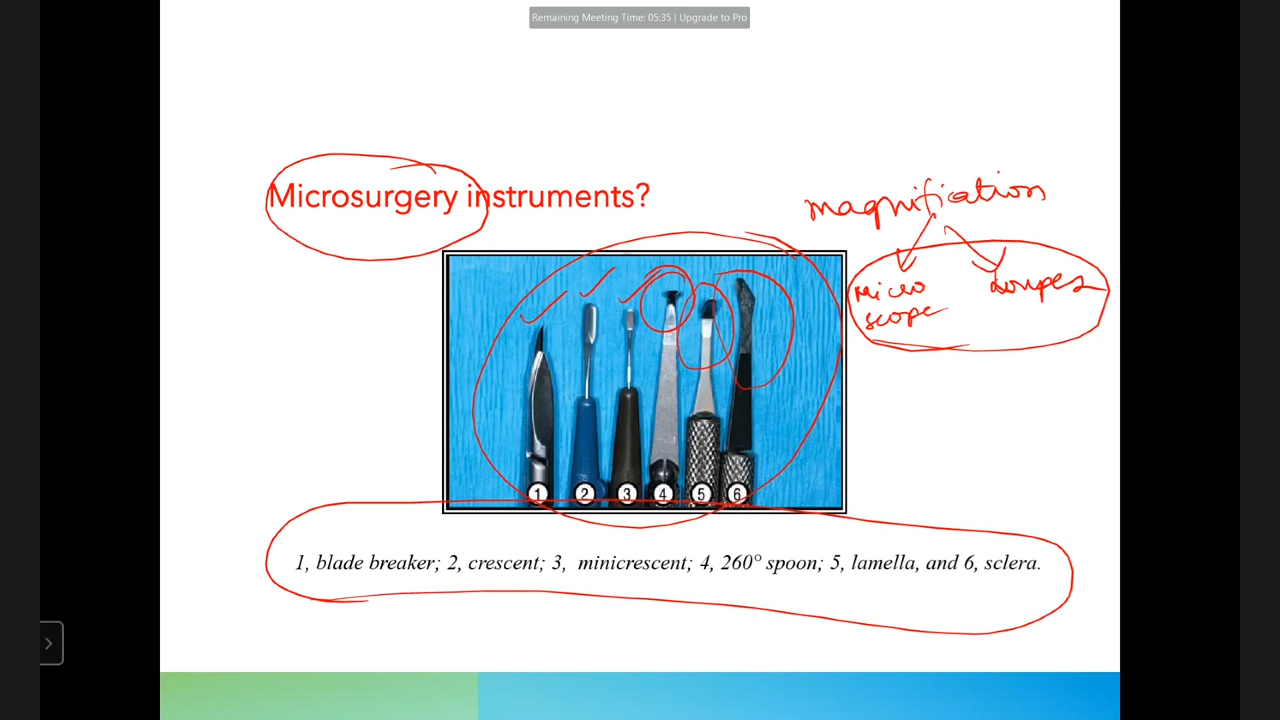 Remaining Meeting Time: 05:35 | Upgrade to Pro
Microsurgery instruments?
magnification
Micro scope
Loupes
1 2 3 4 5 6
1, blade breaker; 2, crescent; 3, minicrescent; 4, 260° spoon; 5, lamella, and 6, sclera.